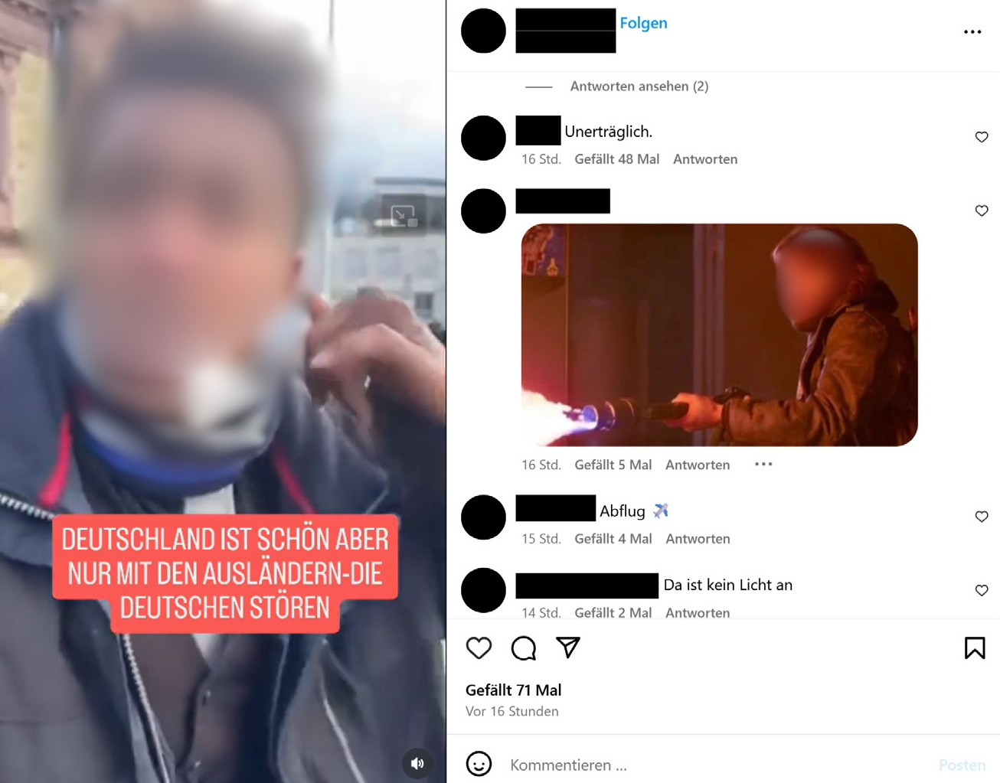 DEUTSCHLAND IST SCHÖN ABER
NUR MIT DEN AUSLÄNDERN-DIE
DEUTSCHEN STÖREN
Folgen
Antworten ansehen (2)
Unerträglich.
16 Std. Gefällt 48 Mal Antworten
16 Std. Gefällt 5 Mal Antworten
Abflug
15 Std. Gefällt 4 Mal Antworten
Da ist kein Licht an
14 Std. Gefällt 2 Mal Antworten
Gefällt 71 Mal
Vor 16 Stunden
Kommentieren ...
Posten